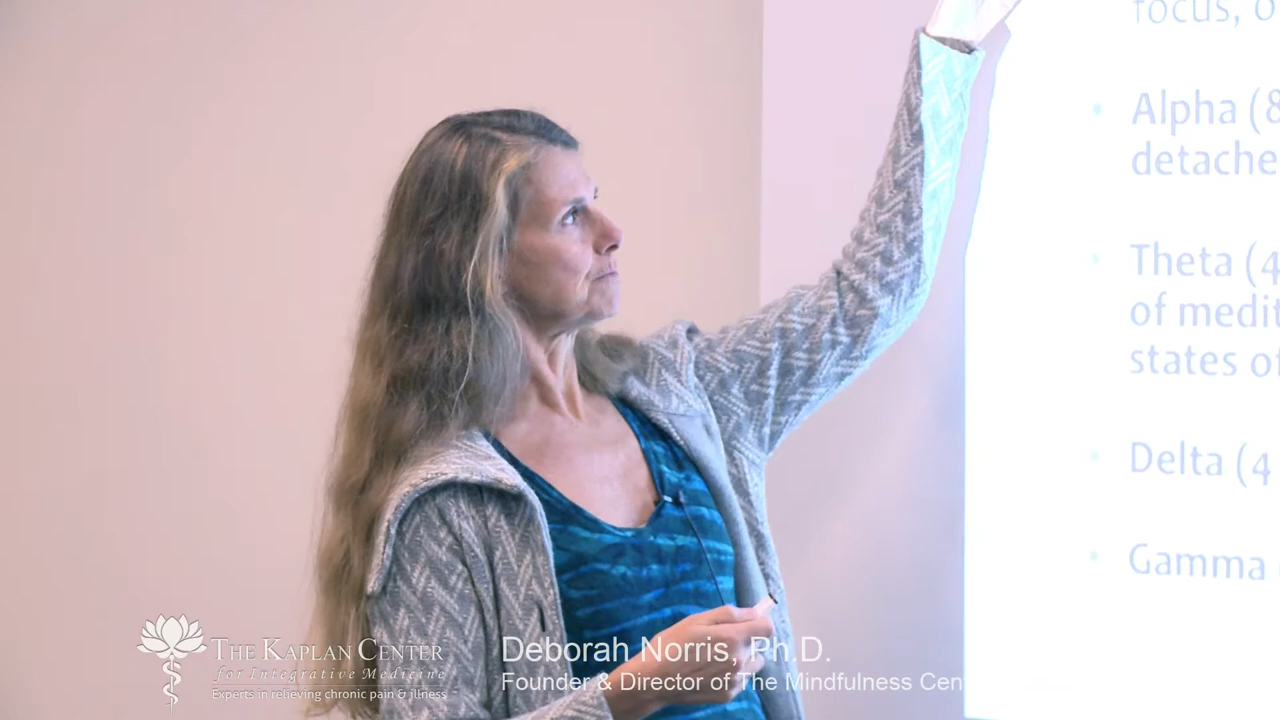 focus, o
Alpha (8
detache
Theta (4
of medit
states of
Delta (4
Gamma
THE KAPLAN CENTER
for Integrative Medicine
Experts in relieving chronic pain & illness
Deborah Norris, Ph.D.
Founder & Director of The Mindfulness Cen